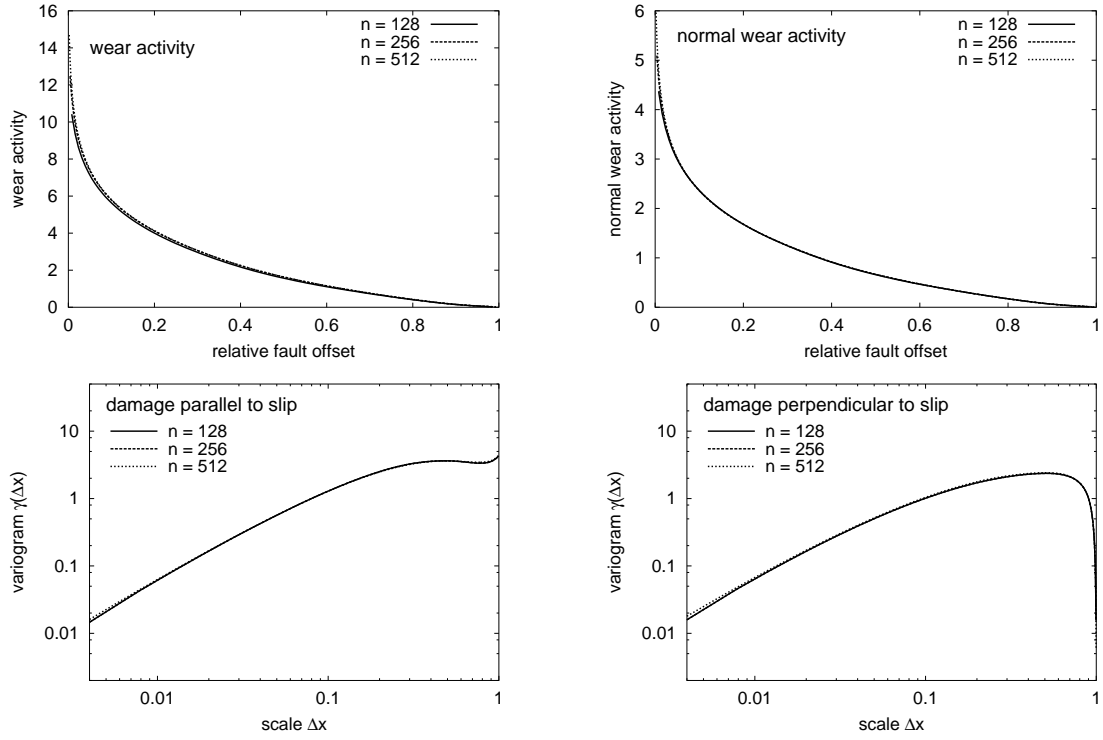 wear activity
n = 128
n = 256
n = 512
wear activity
0
2
4
6
8
10
12
14
16
0 0.2 0.4 0.6 0.8 1
relative fault offset
normal wear activity
n = 128
n = 256
n = 512
normal wear activity
0
1
2
3
4
5
6
0 0.2 0.4 0.6 0.8 1
relative fault offset
damage parallel to slip
n = 128
n = 256
n = 512
variogram γ(Δx)
10
1
0.1
0.01
0.01 0.1 1
scale Δx
damage perpendicular to slip
n = 128
n = 256
n = 512
variogram γ(Δx)
10
1
0.1
0.01
0.01 0.1 1
scale Δx